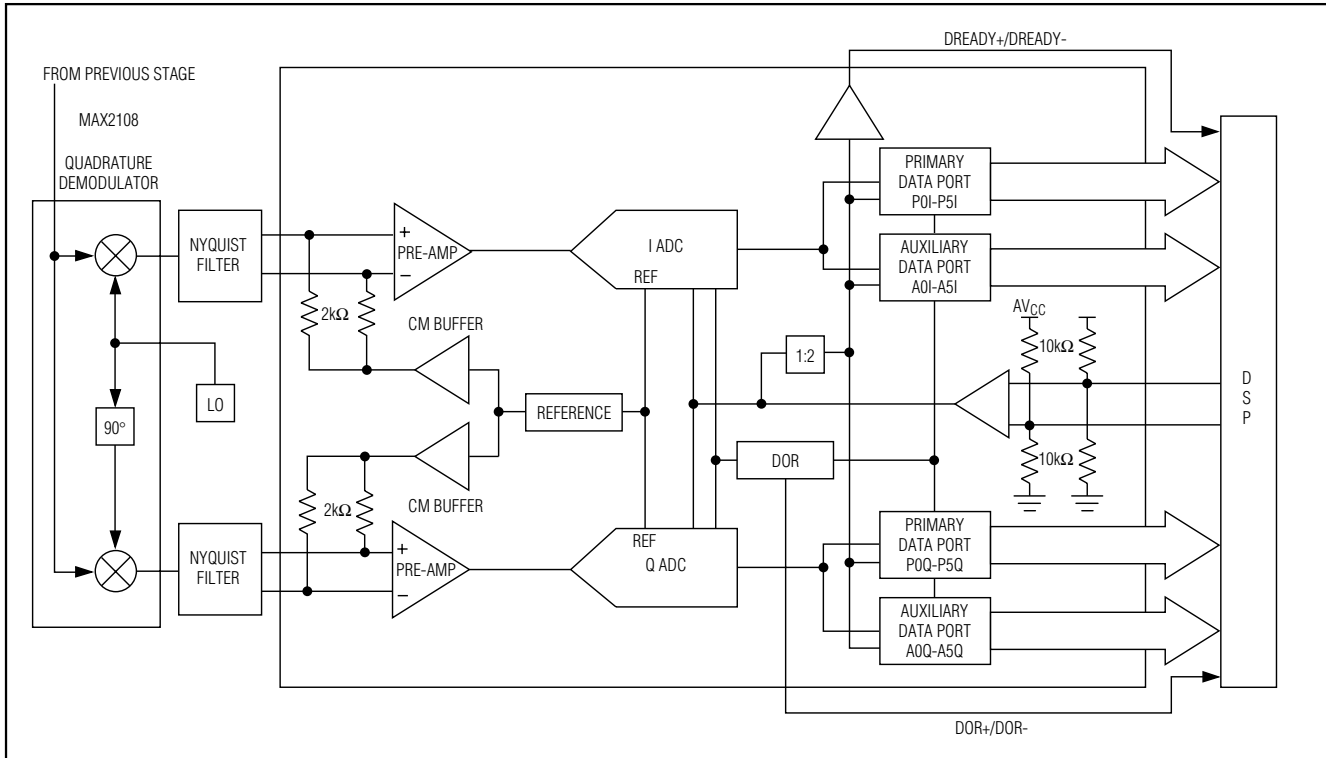 DREADY+/DREADY-
FROM PREVIOUS STAGE
MAX2108
QUADRATURE
DEMODULATOR
NYQUIST
FILTER
+
PRE-AMP
−
I ADC
REF
PRIMARY
DATA PORT
P0I-P5I
AUXILIARY
DATA PORT
A0I-A5I
2kΩ
CM BUFFER
AVCC
10kΩ
1:2
LO
90°
REFERENCE
D
S
P
DOR
10kΩ
CM BUFFER
2kΩ
NYQUIST
FILTER
+
PRE-AMP
−
REF
Q ADC
PRIMARY
DATA PORT
P0Q-P5Q
AUXILIARY
DATA PORT
A0Q-A5Q
DOR+/DOR-